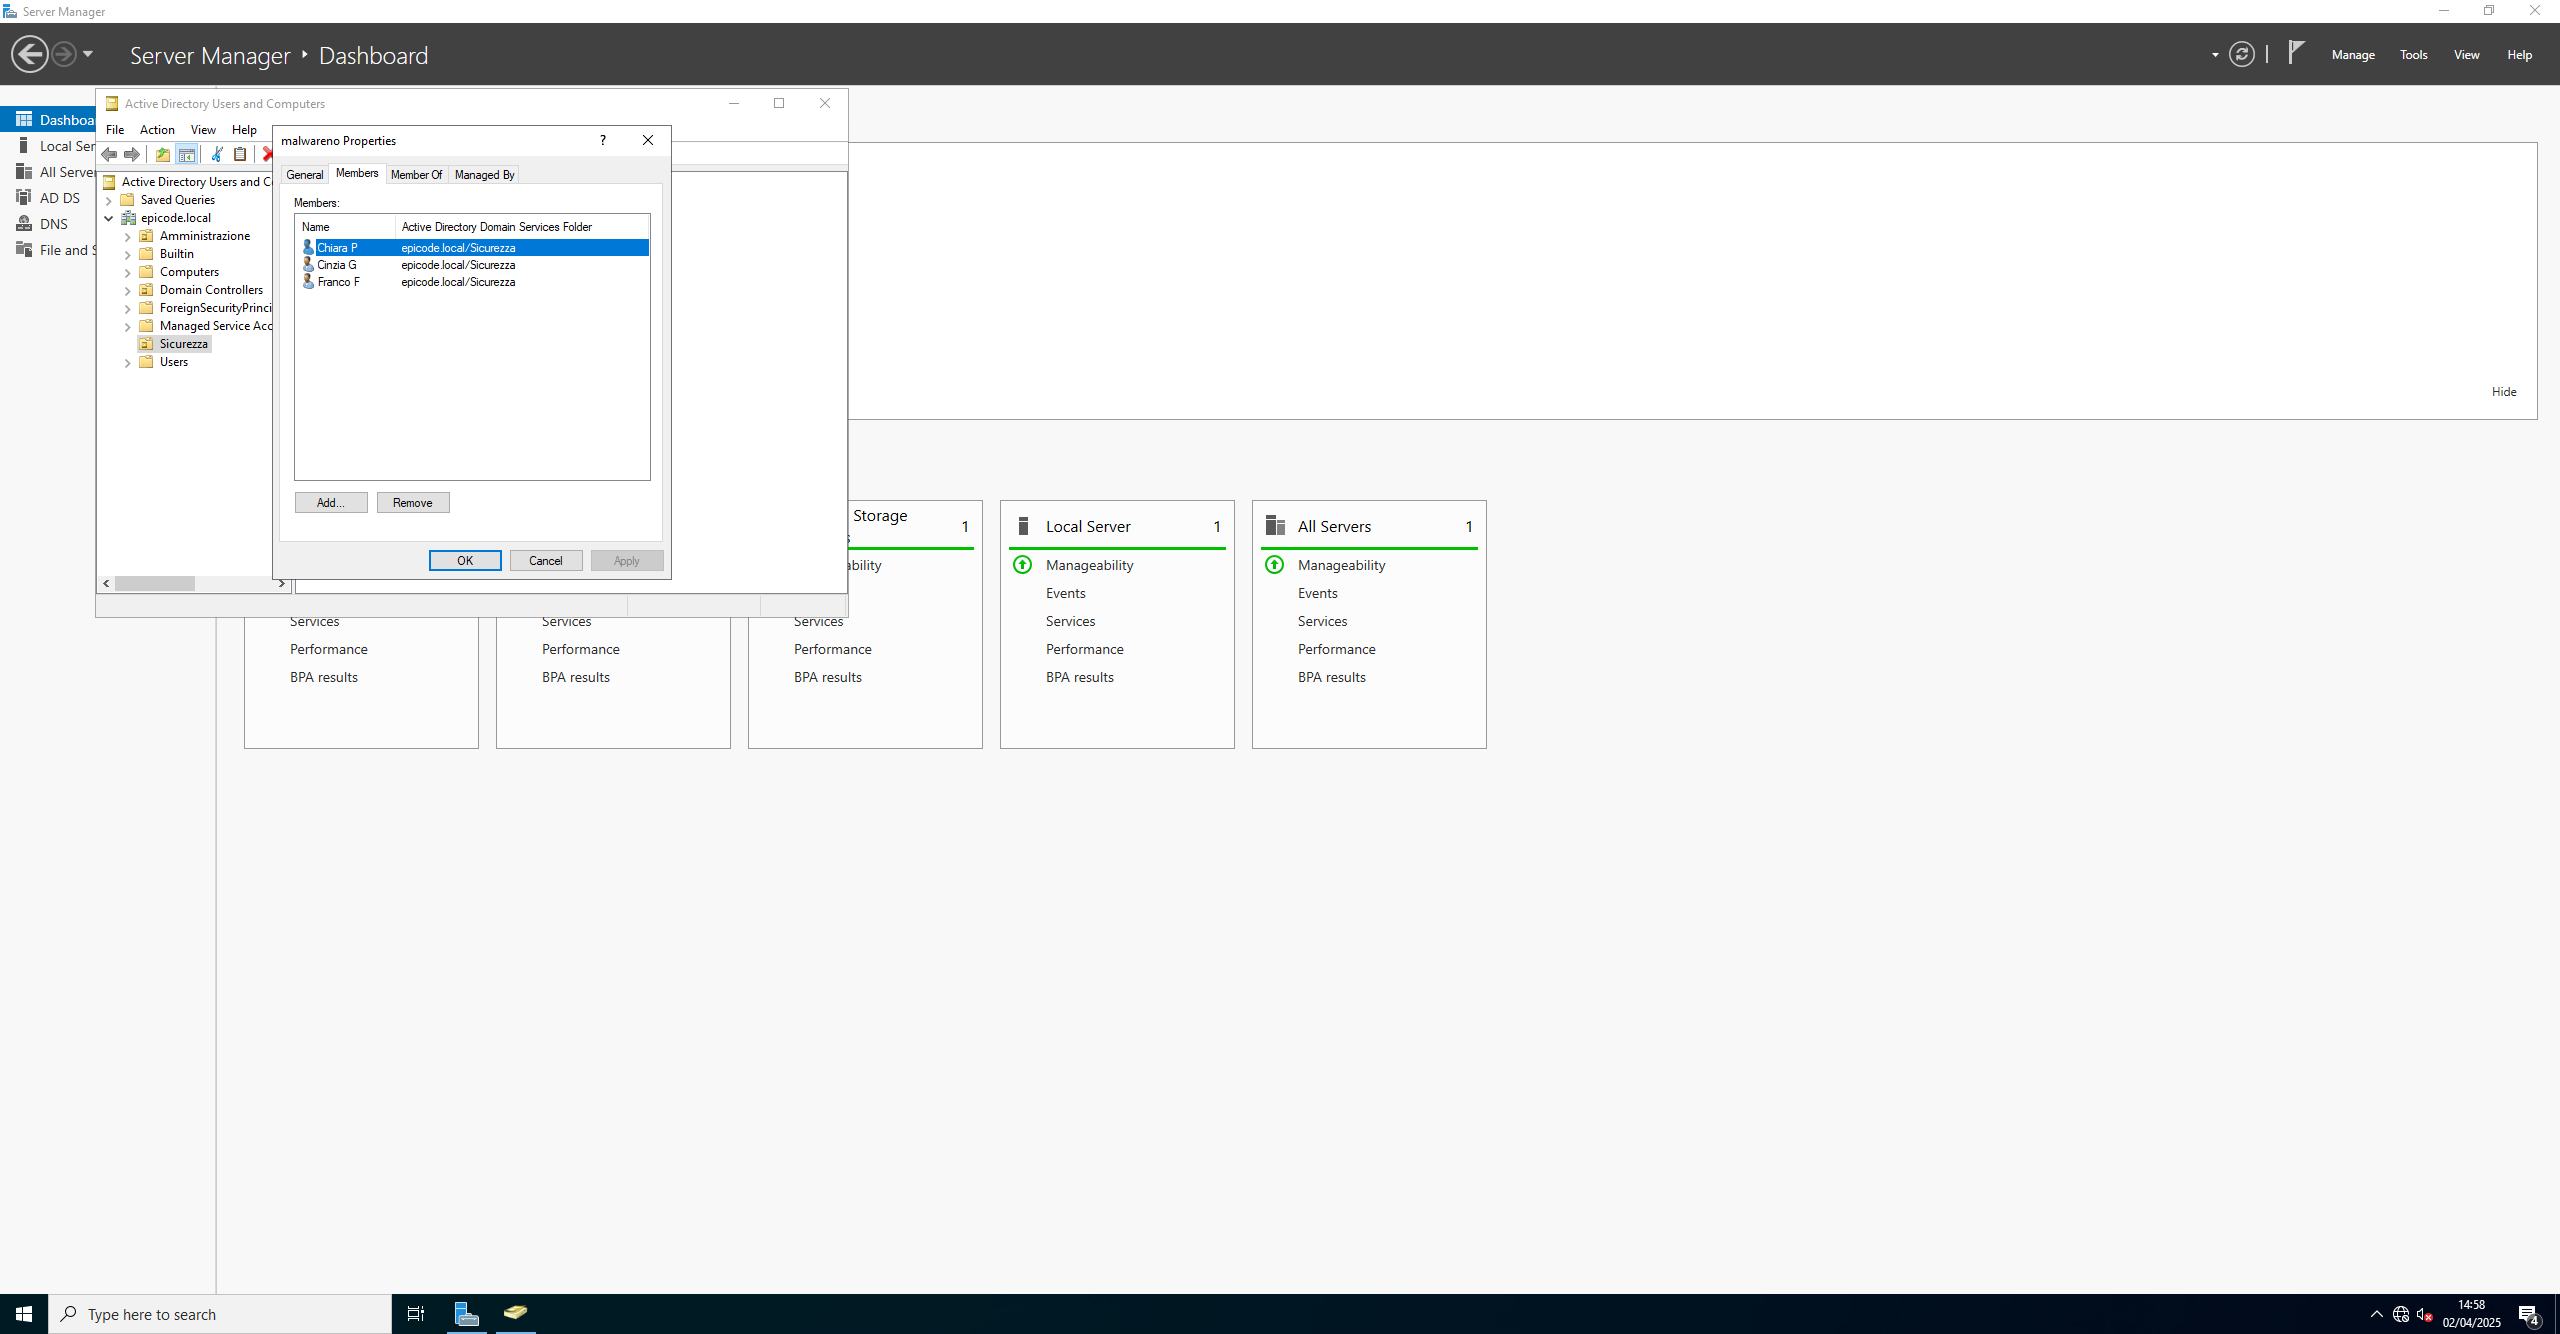 Server Manager
Server Manager ‣ Dashboard
Manage Tools View Help
Active Directory Users and Computers
File Action View Help
malwareno Properties
?
General Members Member Of Managed By
Members:
Name Active Directory Domain Services Folder
Chiara P epicode.local/Sicurezza
Cinzia G epicode.local/Sicurezza
Franco F epicode.local/Sicurezza
Add... Remove
OK Cancel Apply
Active Directory Users and C
Saved Queries
epicode.local
Amministrazione
Builtin
Computers
Domain Controllers
ForeignSecurityPrinci
Managed Service Acc
Sicurezza
Users
Dashboa
Local Ser
All Server
AD DS
DNS
File and S
Hide
Services
Performance
BPA results
Services
Performance
BPA results
Storage 1
s
ability
Services
Performance
BPA results
Local Server 1
Manageability
Events
Services
Performance
BPA results
All Servers 1
Manageability
Events
Services
Performance
BPA results
Type here to search
14:58
02/04/2025
4